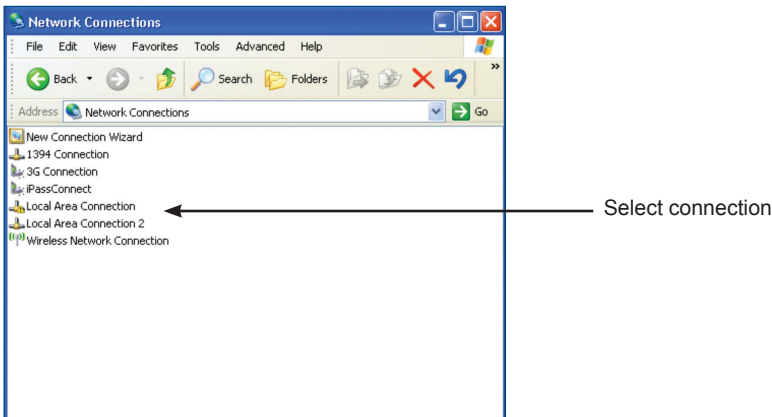 Network Connections
File Edit View Favorites Tools Advanced Help
Back Search Folders »
Address Network Connections Go
New Connection Wizard
1394 Connection
3G Connection
iPassConnect
Local Area Connection
Select connection
Local Area Connection 2
Wireless Network Connection